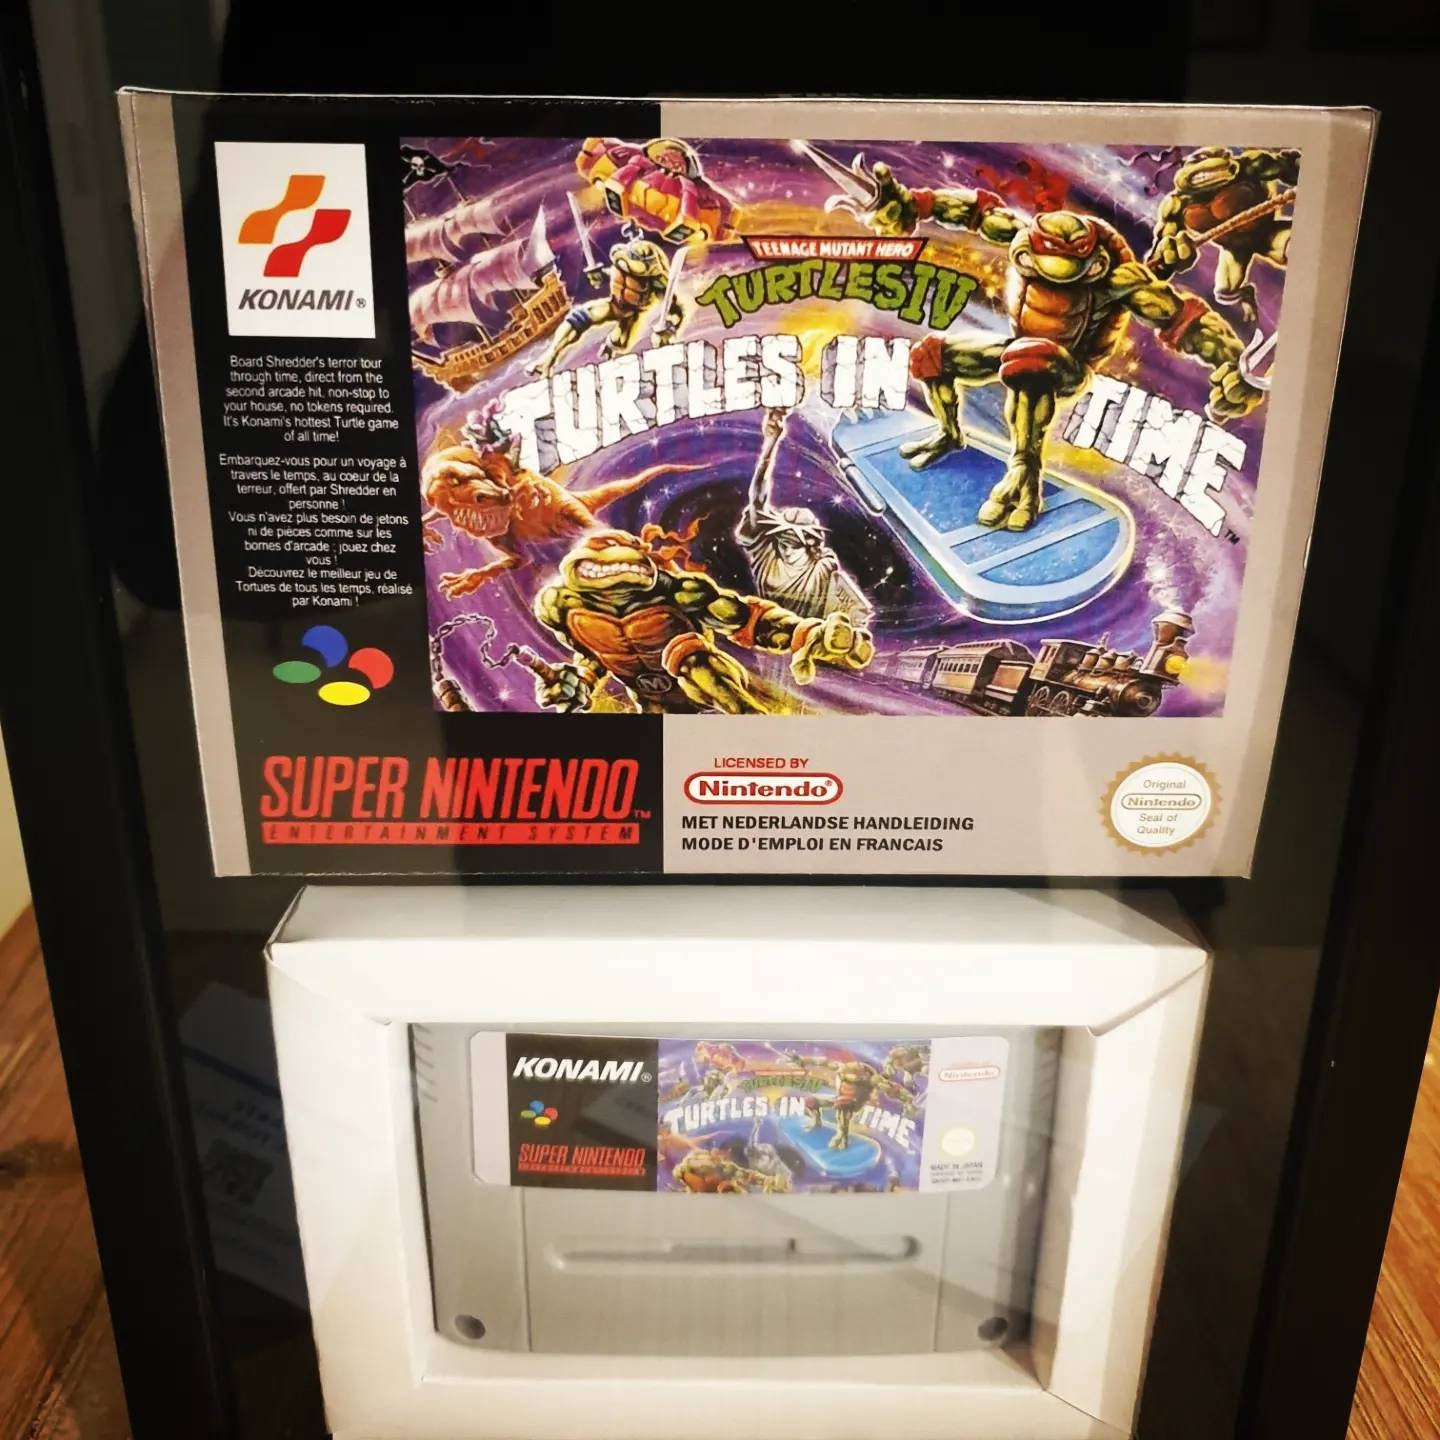 KONAMI®
Board Shredder's terror tour
through time, direct from the
second arcade hit, non-stop to
your house, no tokens required.
It's Konami's hottest Turtle game
of all time!
Embarquez-vous pour un voyage à
travers le temps, au coeur de la
terreur, offert par Shredder en
personne !
Vous n'avez plus besoin de jetons
ni de pièces comme sur les
bornes d'arcade ; jouez chez
vous !
Découvrez le meilleur jeu de
Tortues de tous les temps, réalisé
par Konami !
TEENAGE MUTANT HERO
TURTLES IV
TURTLES IN TIME™
SUPER NINTENDO™
ENTERTAINMENT SYSTEM
LICENSED BY
Nintendo®
MET NEDERLANDSE HANDLEIDING
MODE D'EMPLOI EN FRANCAIS
Original
Nintendo
Seal of
Quality
KONAMI®
SUPER NINTENDO
TURTLES IV
TURTLES IN TIME
Nintendo
MADE IN JAPAN